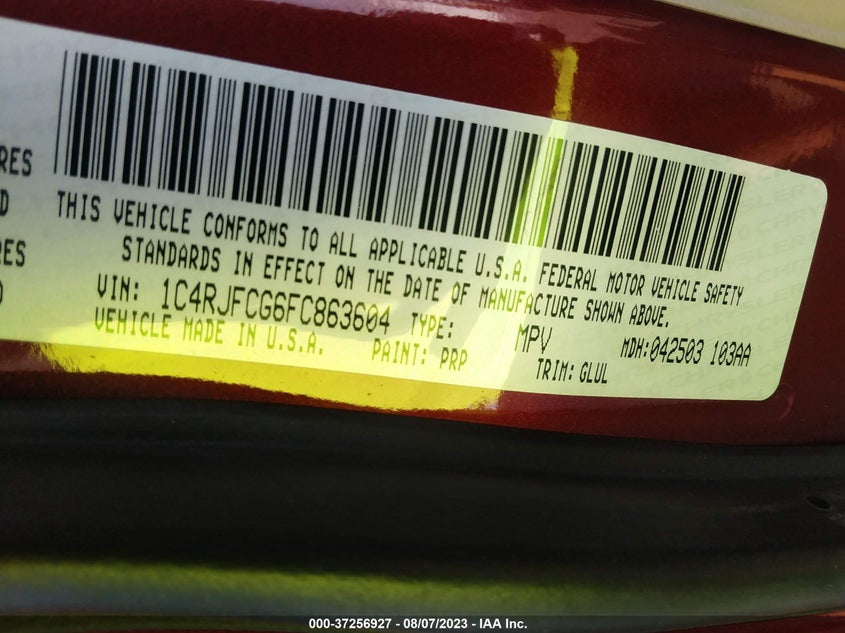 RES
D
RES
THIS VEHICLE CONFORMS TO ALL APPLICABLE U.S.A. FEDERAL MOTOR VEHICLE SAFETY
STANDARDS IN EFFECT ON THE DATE OF MANUFACTURE SHOWN ABOVE.
VIN: 1C4RJFCG6FC863604 TYPE: MPV MDH:042503 103AA
VEHICLE MADE IN U.S.A. PAINT: PRP TRIM: GLUL
000-37256927 - 08/07/2023 - IAA Inc.